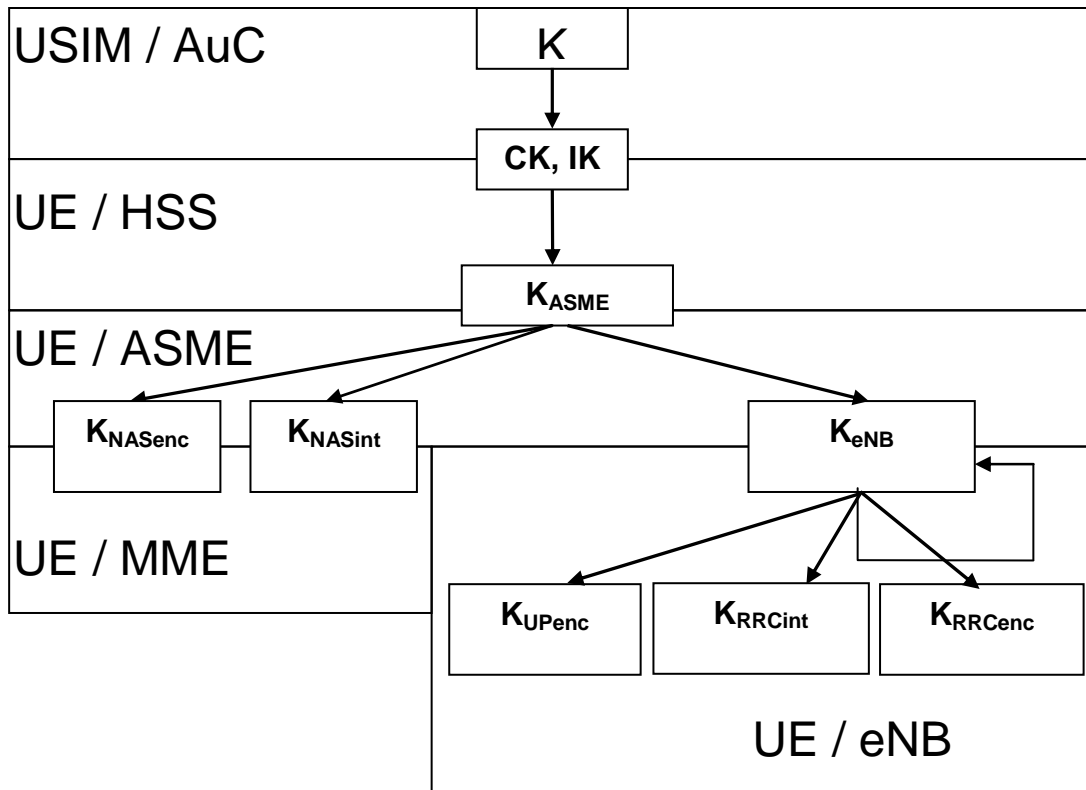 USIM / AuC
K
CK, IK
UE / HSS
KASME
UE / ASME
KNASenc
KNASint
KeNB
UE / MME
KUPenc
KRRCint
KRRCenc
UE / eNB